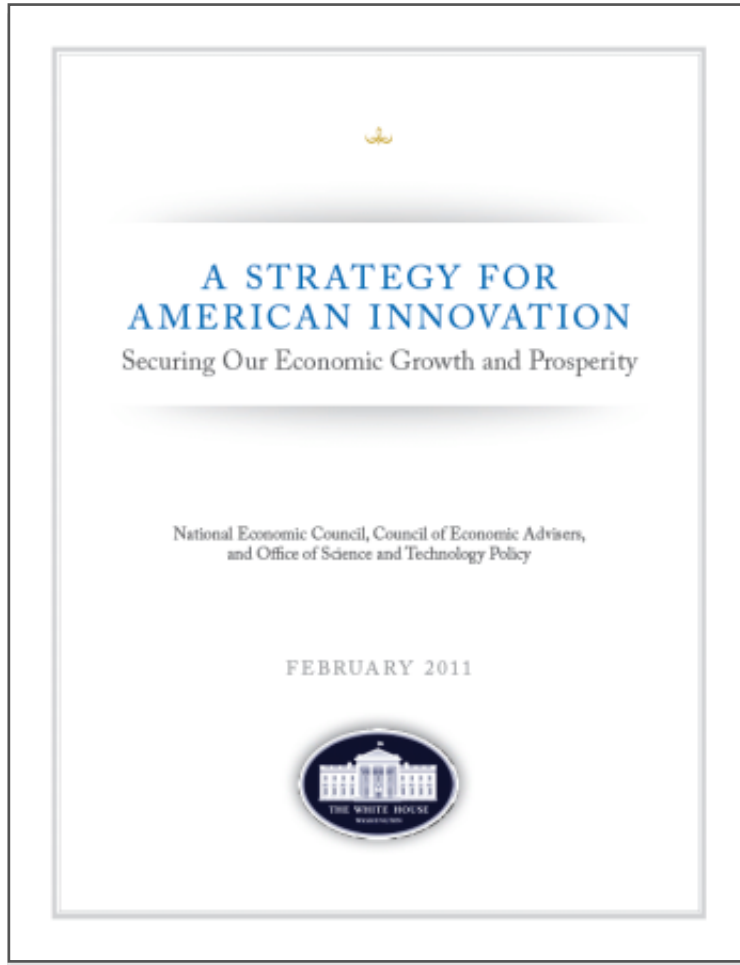 A STRATEGY FOR
AMERICAN INNOVATION
Securing Our Economic Growth and Prosperity
National Economic Council, Council of Economic Advisers,
and Office of Science and Technology Policy
FEBRUARY 2011
THE WHITE HOUSE
WASHINGTON